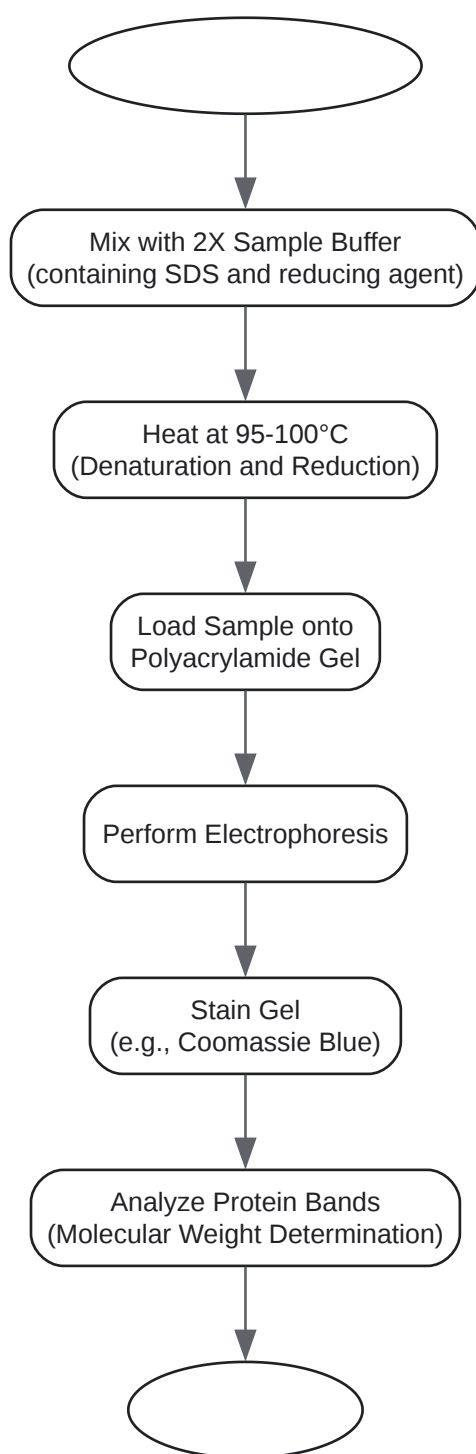 Mix with 2X Sample Buffer
(containing SDS and reducing agent)
Heat at 95-100°C
(Denaturation and Reduction)
Load Sample onto
Polyacrylamide Gel
Perform Electrophoresis
Stain Gel
(e.g., Coomassie Blue)
Analyze Protein Bands
(Molecular Weight Determination)